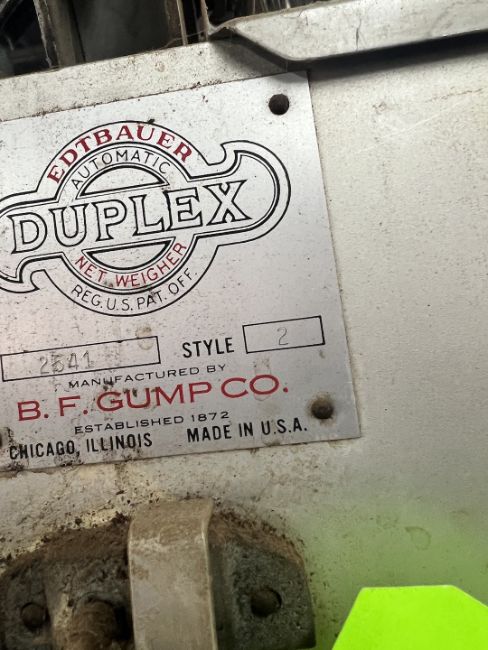 EDTBAUER
AUTOMATIC
DUPLEX
NET WEIGHER
REG. U.S. PAT. OFF
2541 STYLE 2
MANUFACTURED BY
B. F. GUMP CO.
ESTABLISHED 1872
CHICAGO, ILLINOIS MADE IN U.S.A.